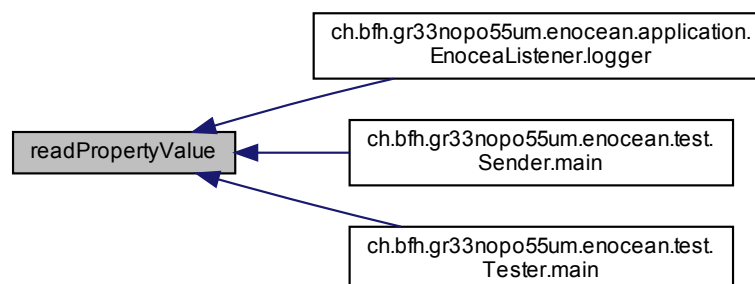 ch.bfh.gr33nopo55um.enocean.application.
EnoceaListener.logger
readPropertyValue
ch.bfh.gr33nopo55um.enocean.test.
Sender.main
ch.bfh.gr33nopo55um.enocean.test.
Tester.main